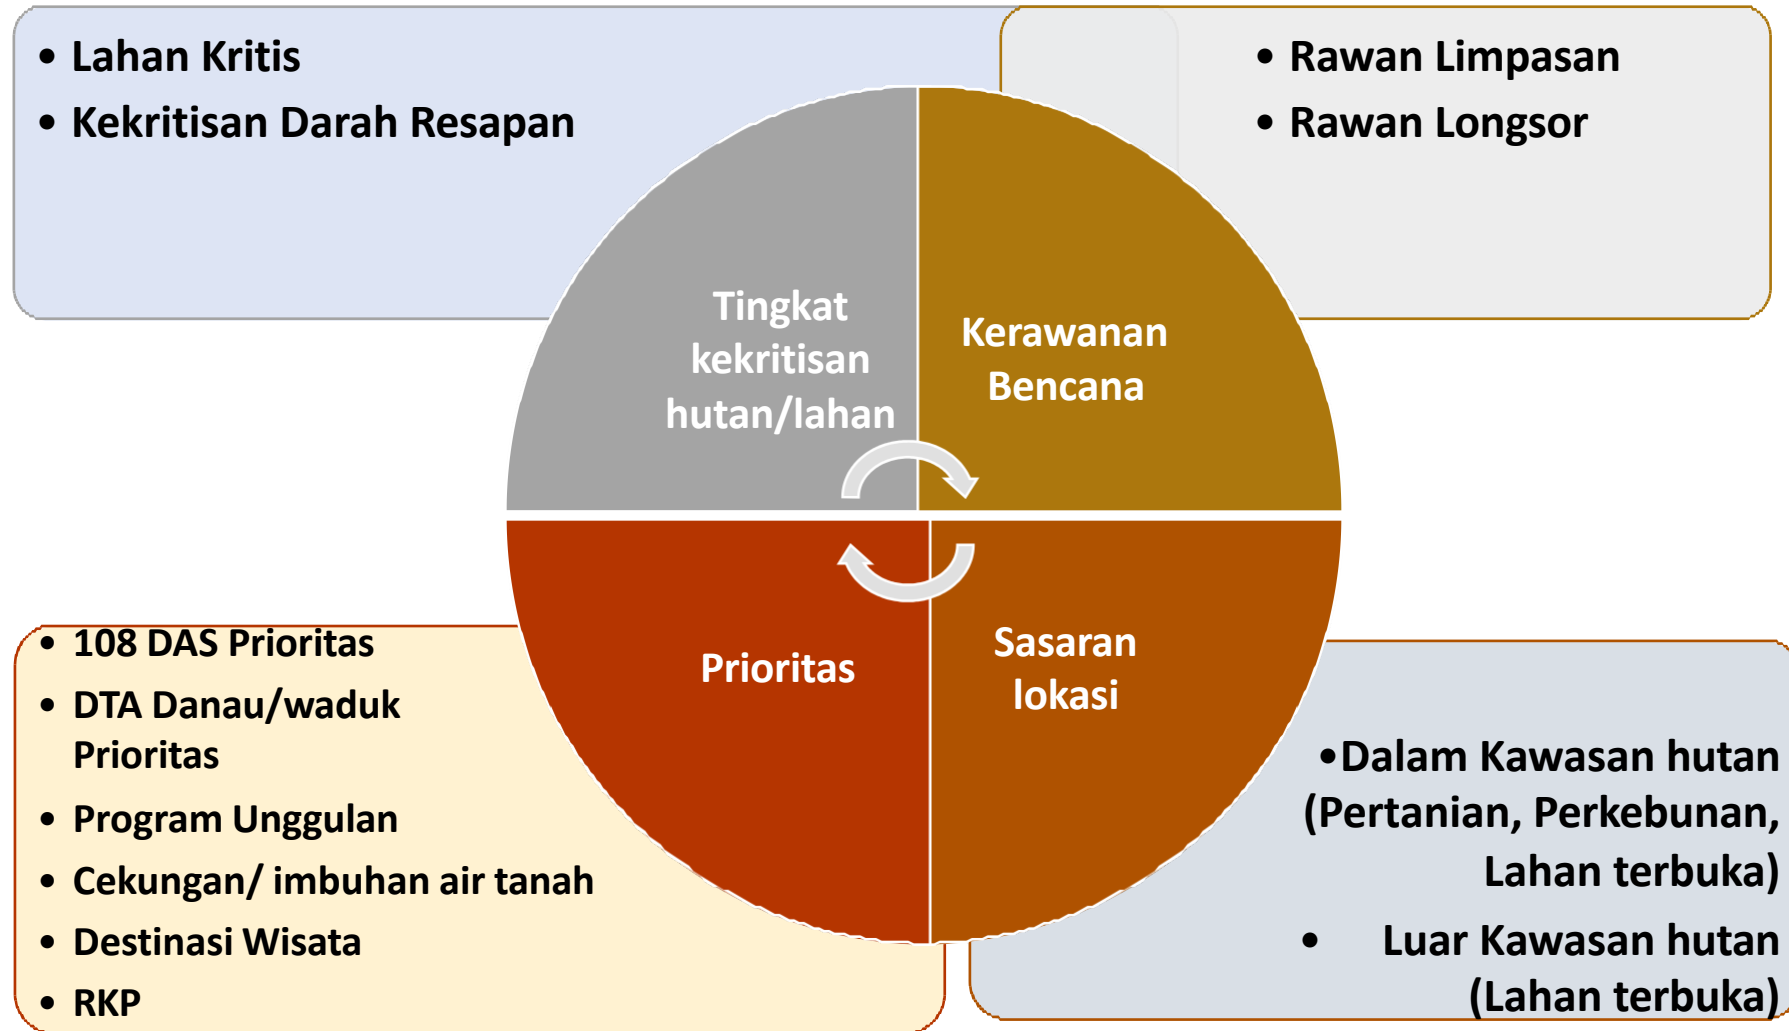 • Lahan Kritis
• Kekritisan Darah Resapan
• Rawan Limpasan
• Rawan Longsor
Tingkat
kekritisan
hutan/lahan
Kerawanan
Bencana
Prioritas
Sasaran
lokasi
• 108 DAS Prioritas
• DTA Danau/waduk
Prioritas
• Program Unggulan
• Cekungan/ imbuhan air tanah
• Destinasi Wisata
• RKP
•Dalam Kawasan hutan
(Pertanian, Perkebunan,
Lahan terbuka)
• Luar Kawasan hutan
(Lahan terbuka)